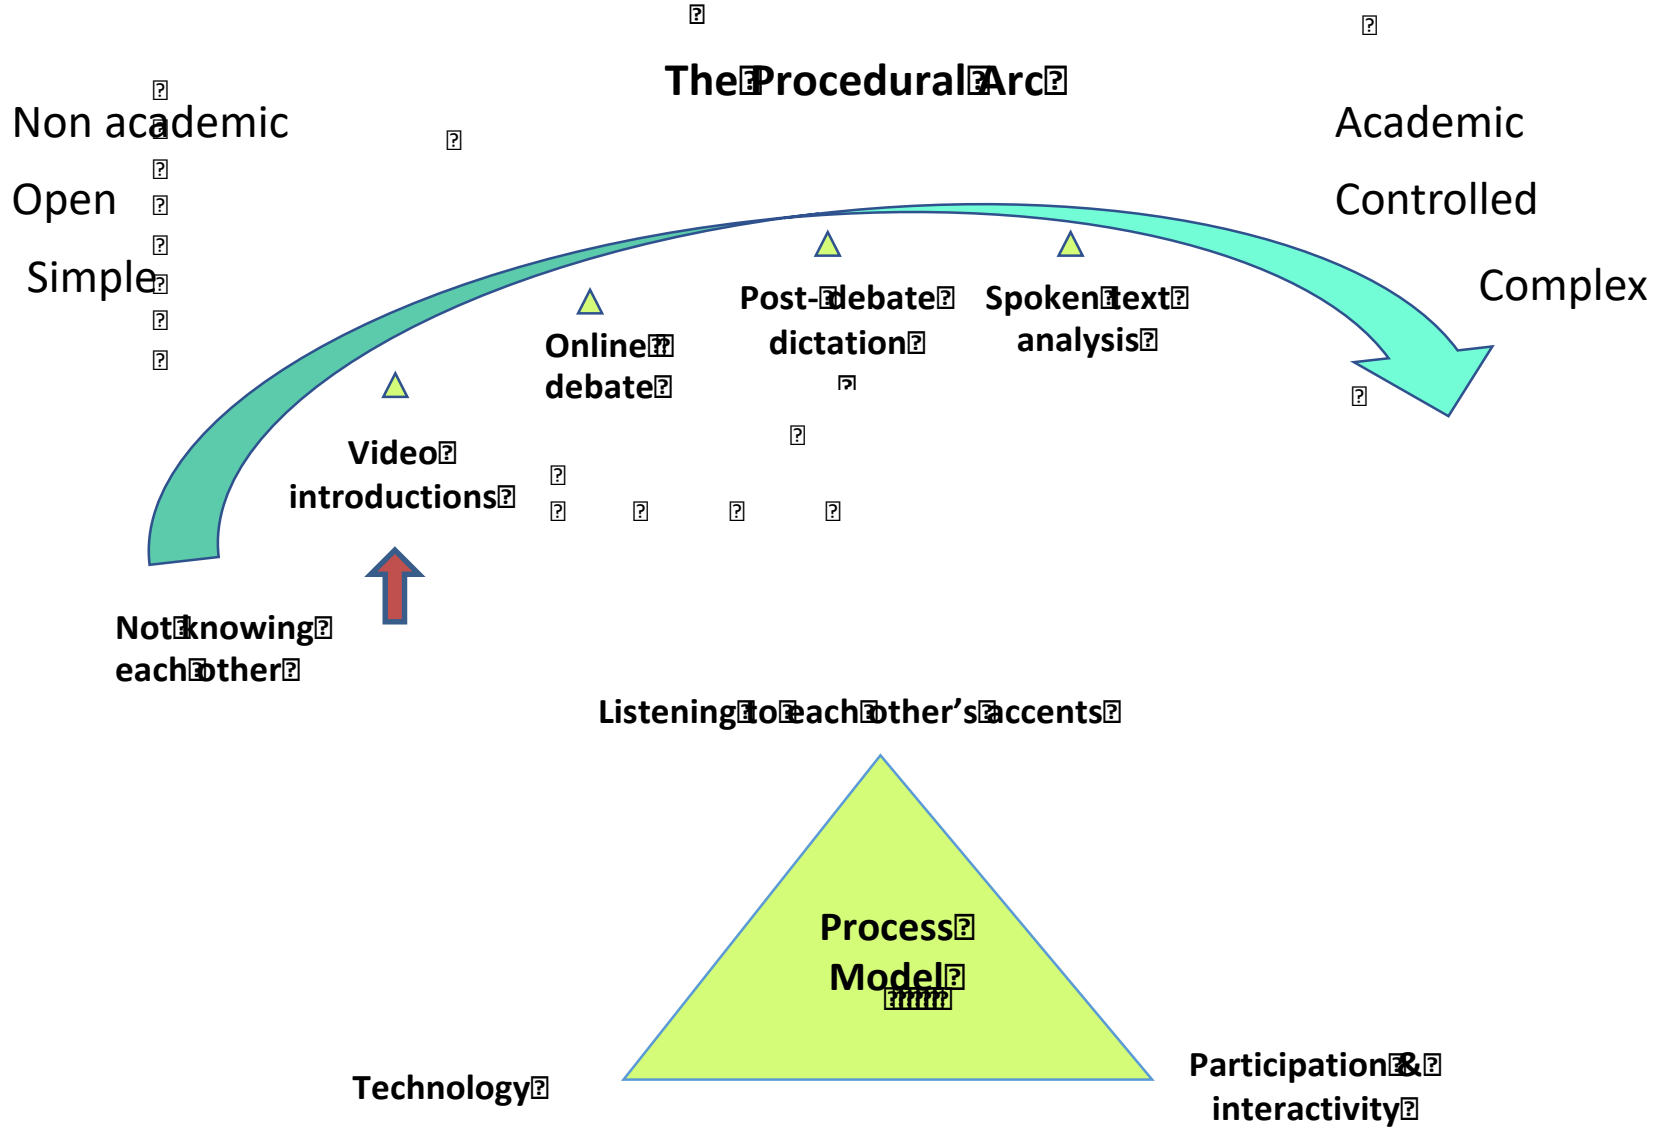 The Procedural Arc
Non academic
Open
Simple
Academic
Controlled
Complex
Video
introductions
Online
debate
Post- debate
dictation
Spoken text
analysis
Not knowing
each other
Listening to each other's accents
Process
Model
Technology
Participation &
interactivity